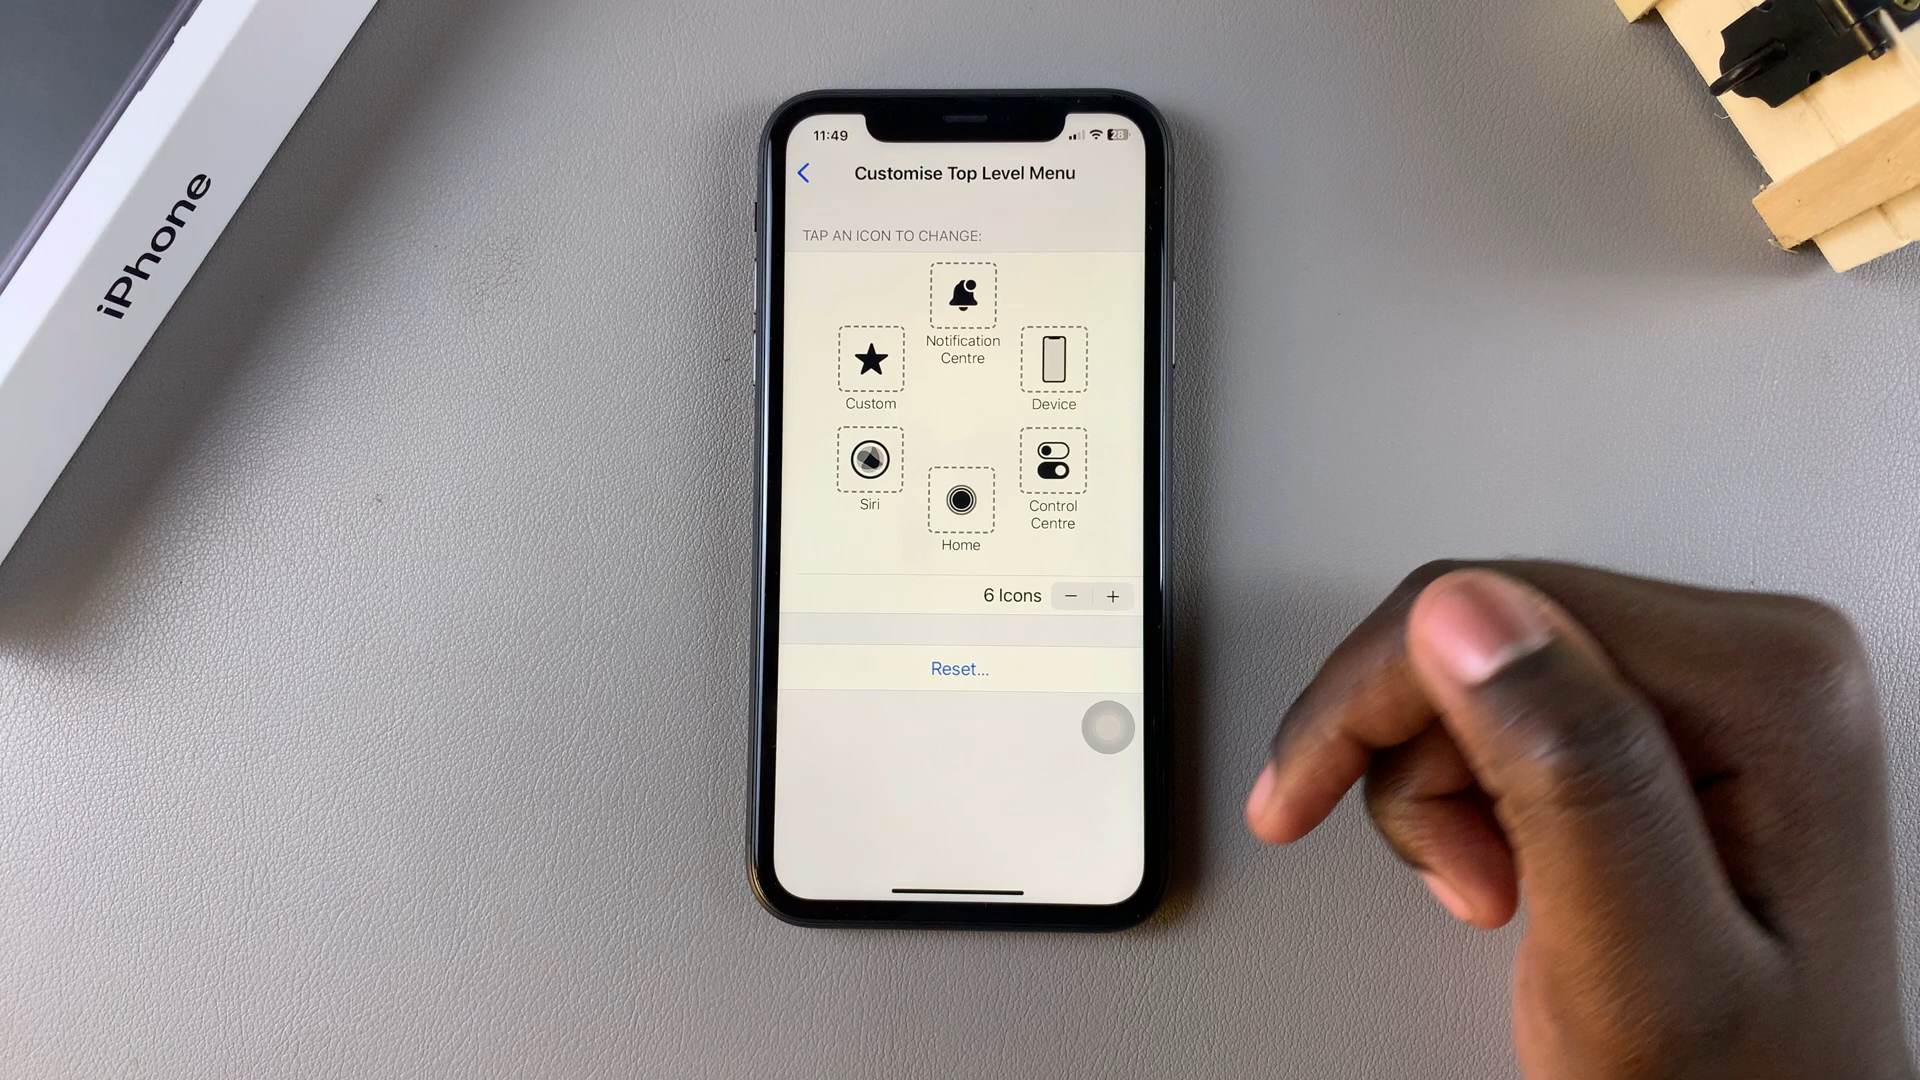 iPhone
11:49
28
Customise Top Level Menu
TAP AN ICON TO CHANGE:
Notification
Centre
Custom
Device
Siri
Control
Centre
Home
6 Icons
Reset...